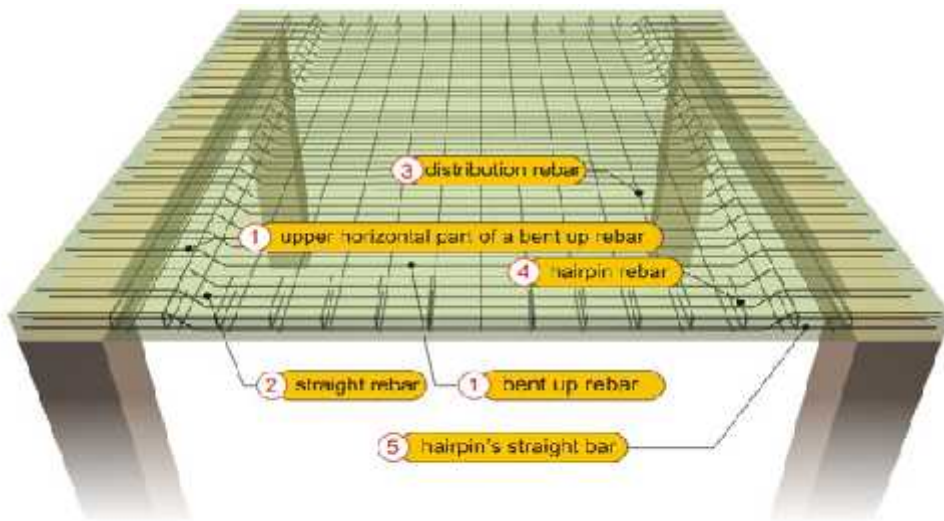 3 distribution rebar
1 upper horizontal part of a bent up rebar
4 hairpin rebar
2 straight rebar
1 bent up rebar
5 hairpin's straight bar